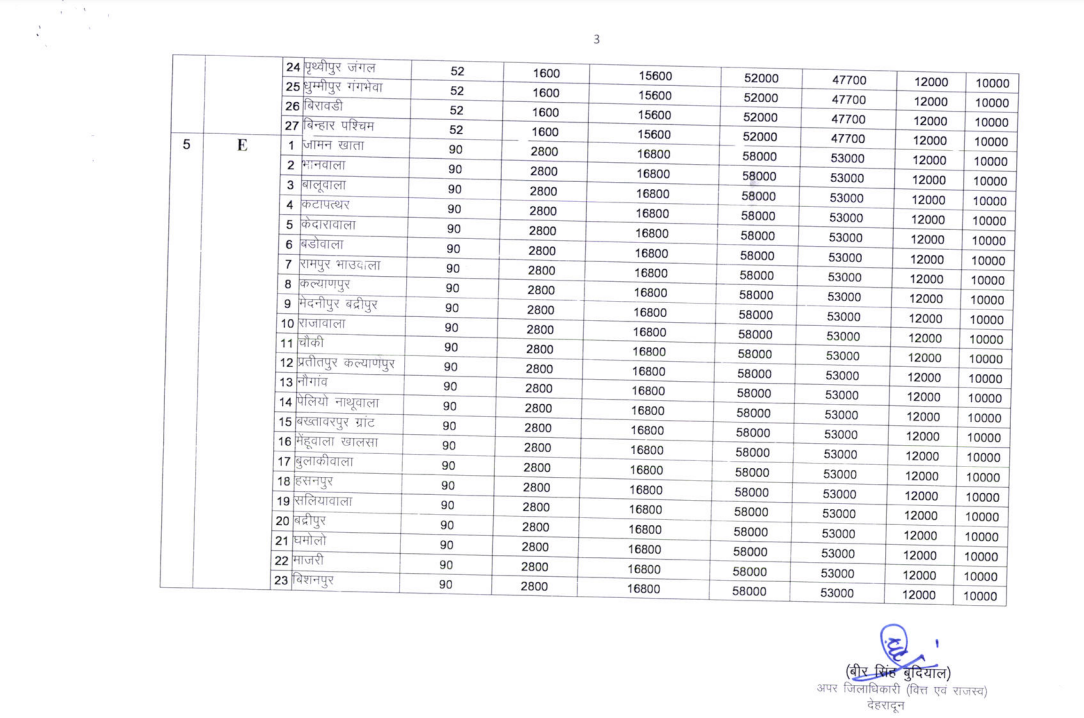 3
24 पृथ्वीपुर जंगल 52 1600 15600 52000 47700 12000 10000
25 धुम्मीपुर गंगभेवा 52 1600 15600 52000 47700 12000 10000
26 बिरावडी 52 1600 15600 52000 47700 12000 10000
27 बिन्हार पश्चिम 52 1600 15600 52000 47700 12000 10000
5 E 1 जामन खाता 90 2800 16800 58000 53000 12000 10000
2 भानवाला 90 2800 16800 58000 53000 12000 10000
3 बालूवाला 90 2800 16800 58000 53000 12000 10000
4 कटापत्थर 90 2800 16800 58000 53000 12000 10000
5 केदारावाला 90 2800 16800 58000 53000 12000 10000
6 बडोवाला 90 2800 16800 58000 53000 12000 10000
7 रामपुर भाउवाला 90 2800 16800 58000 53000 12000 10000
8 कल्याणपुर 90 2800 16800 58000 53000 12000 10000
9 मेदनीपुर बद्रीपुर 90 2800 16800 58000 53000 12000 10000
10 राजावाला 90 2800 16800 58000 53000 12000 10000
11 चौकी 90 2800 16800 58000 53000 12000 10000
12 प्रतीतपुर कल्याणपुर 90 2800 16800 58000 53000 12000 10000
13 नौगांव 90 2800 16800 58000 53000 12000 10000
14 पेलियो नाथूवाला 90 2800 16800 58000 53000 12000 10000
15 बख्तावरपुर ग्रांट 90 2800 16800 58000 53000 12000 10000
16 मेंहूवाला खालसा 90 2800 16800 58000 53000 12000 10000
17 बुलाकीवाला 90 2800 16800 58000 53000 12000 10000
18 हसनपुर 90 2800 16800 58000 53000 12000 10000
19 सलियावाला 90 2800 16800 58000 53000 12000 10000
20 बद्रीपुर 90 2800 16800 58000 53000 12000 10000
21 घमोलो 90 2800 16800 58000 53000 12000 10000
22 माजरी 90 2800 16800 58000 53000 12000 10000
23 बिशनपुर 90 2800 16800 58000 53000 12000 10000
(बीर सिंह बुदियाल)
अपर जिलाधिकारी (वित्त एवं राजस्व)
देहरादून